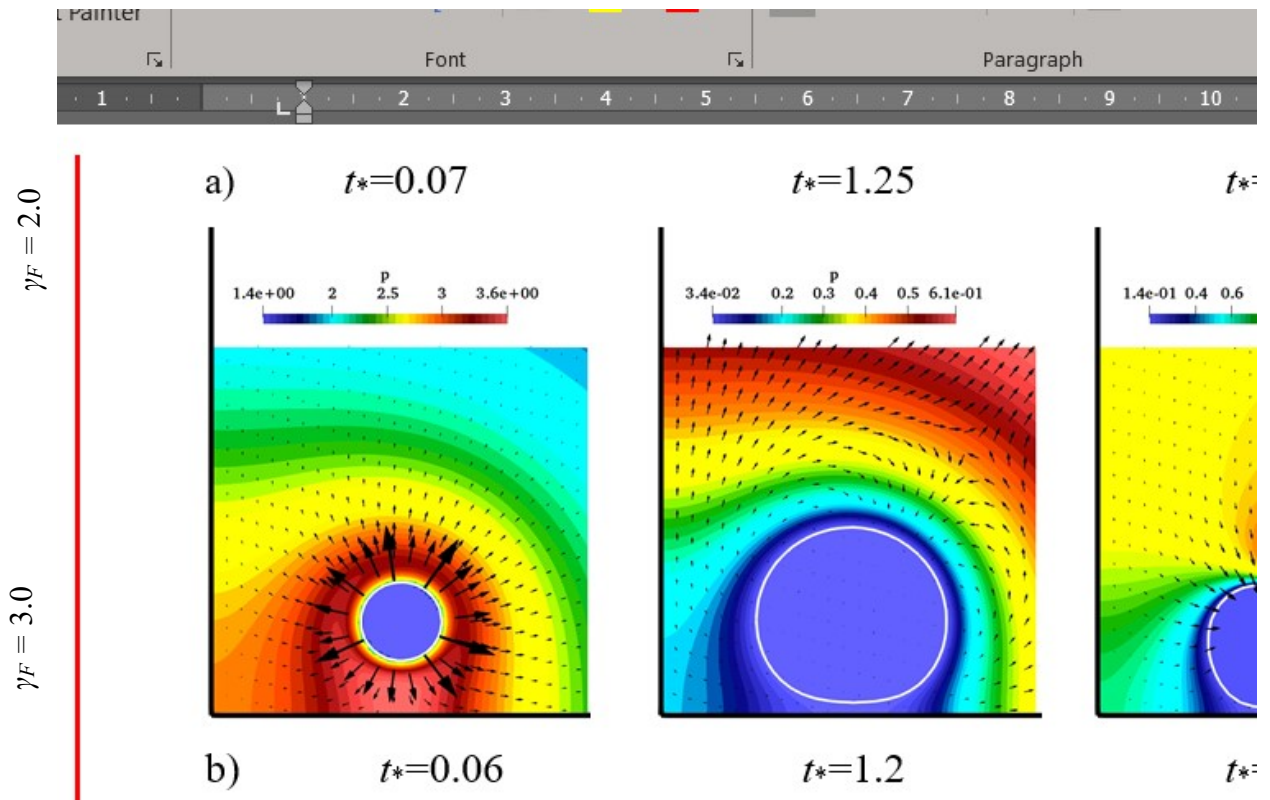 t Painter
Font Paragraph
1 2 3 4 5 6 7 8 9 10
γF = 2.0
a) t*=0.07 t*=1.25 t*=
p p
1.4e+00 2 2.5 3 3.6e+00 3.4e-02 0.2 0.3 0.4 0.5 6.1e-01 1.4e-01 0.4 0.6
γF = 3.0
b) t*=0.06 t*=1.2 t*=